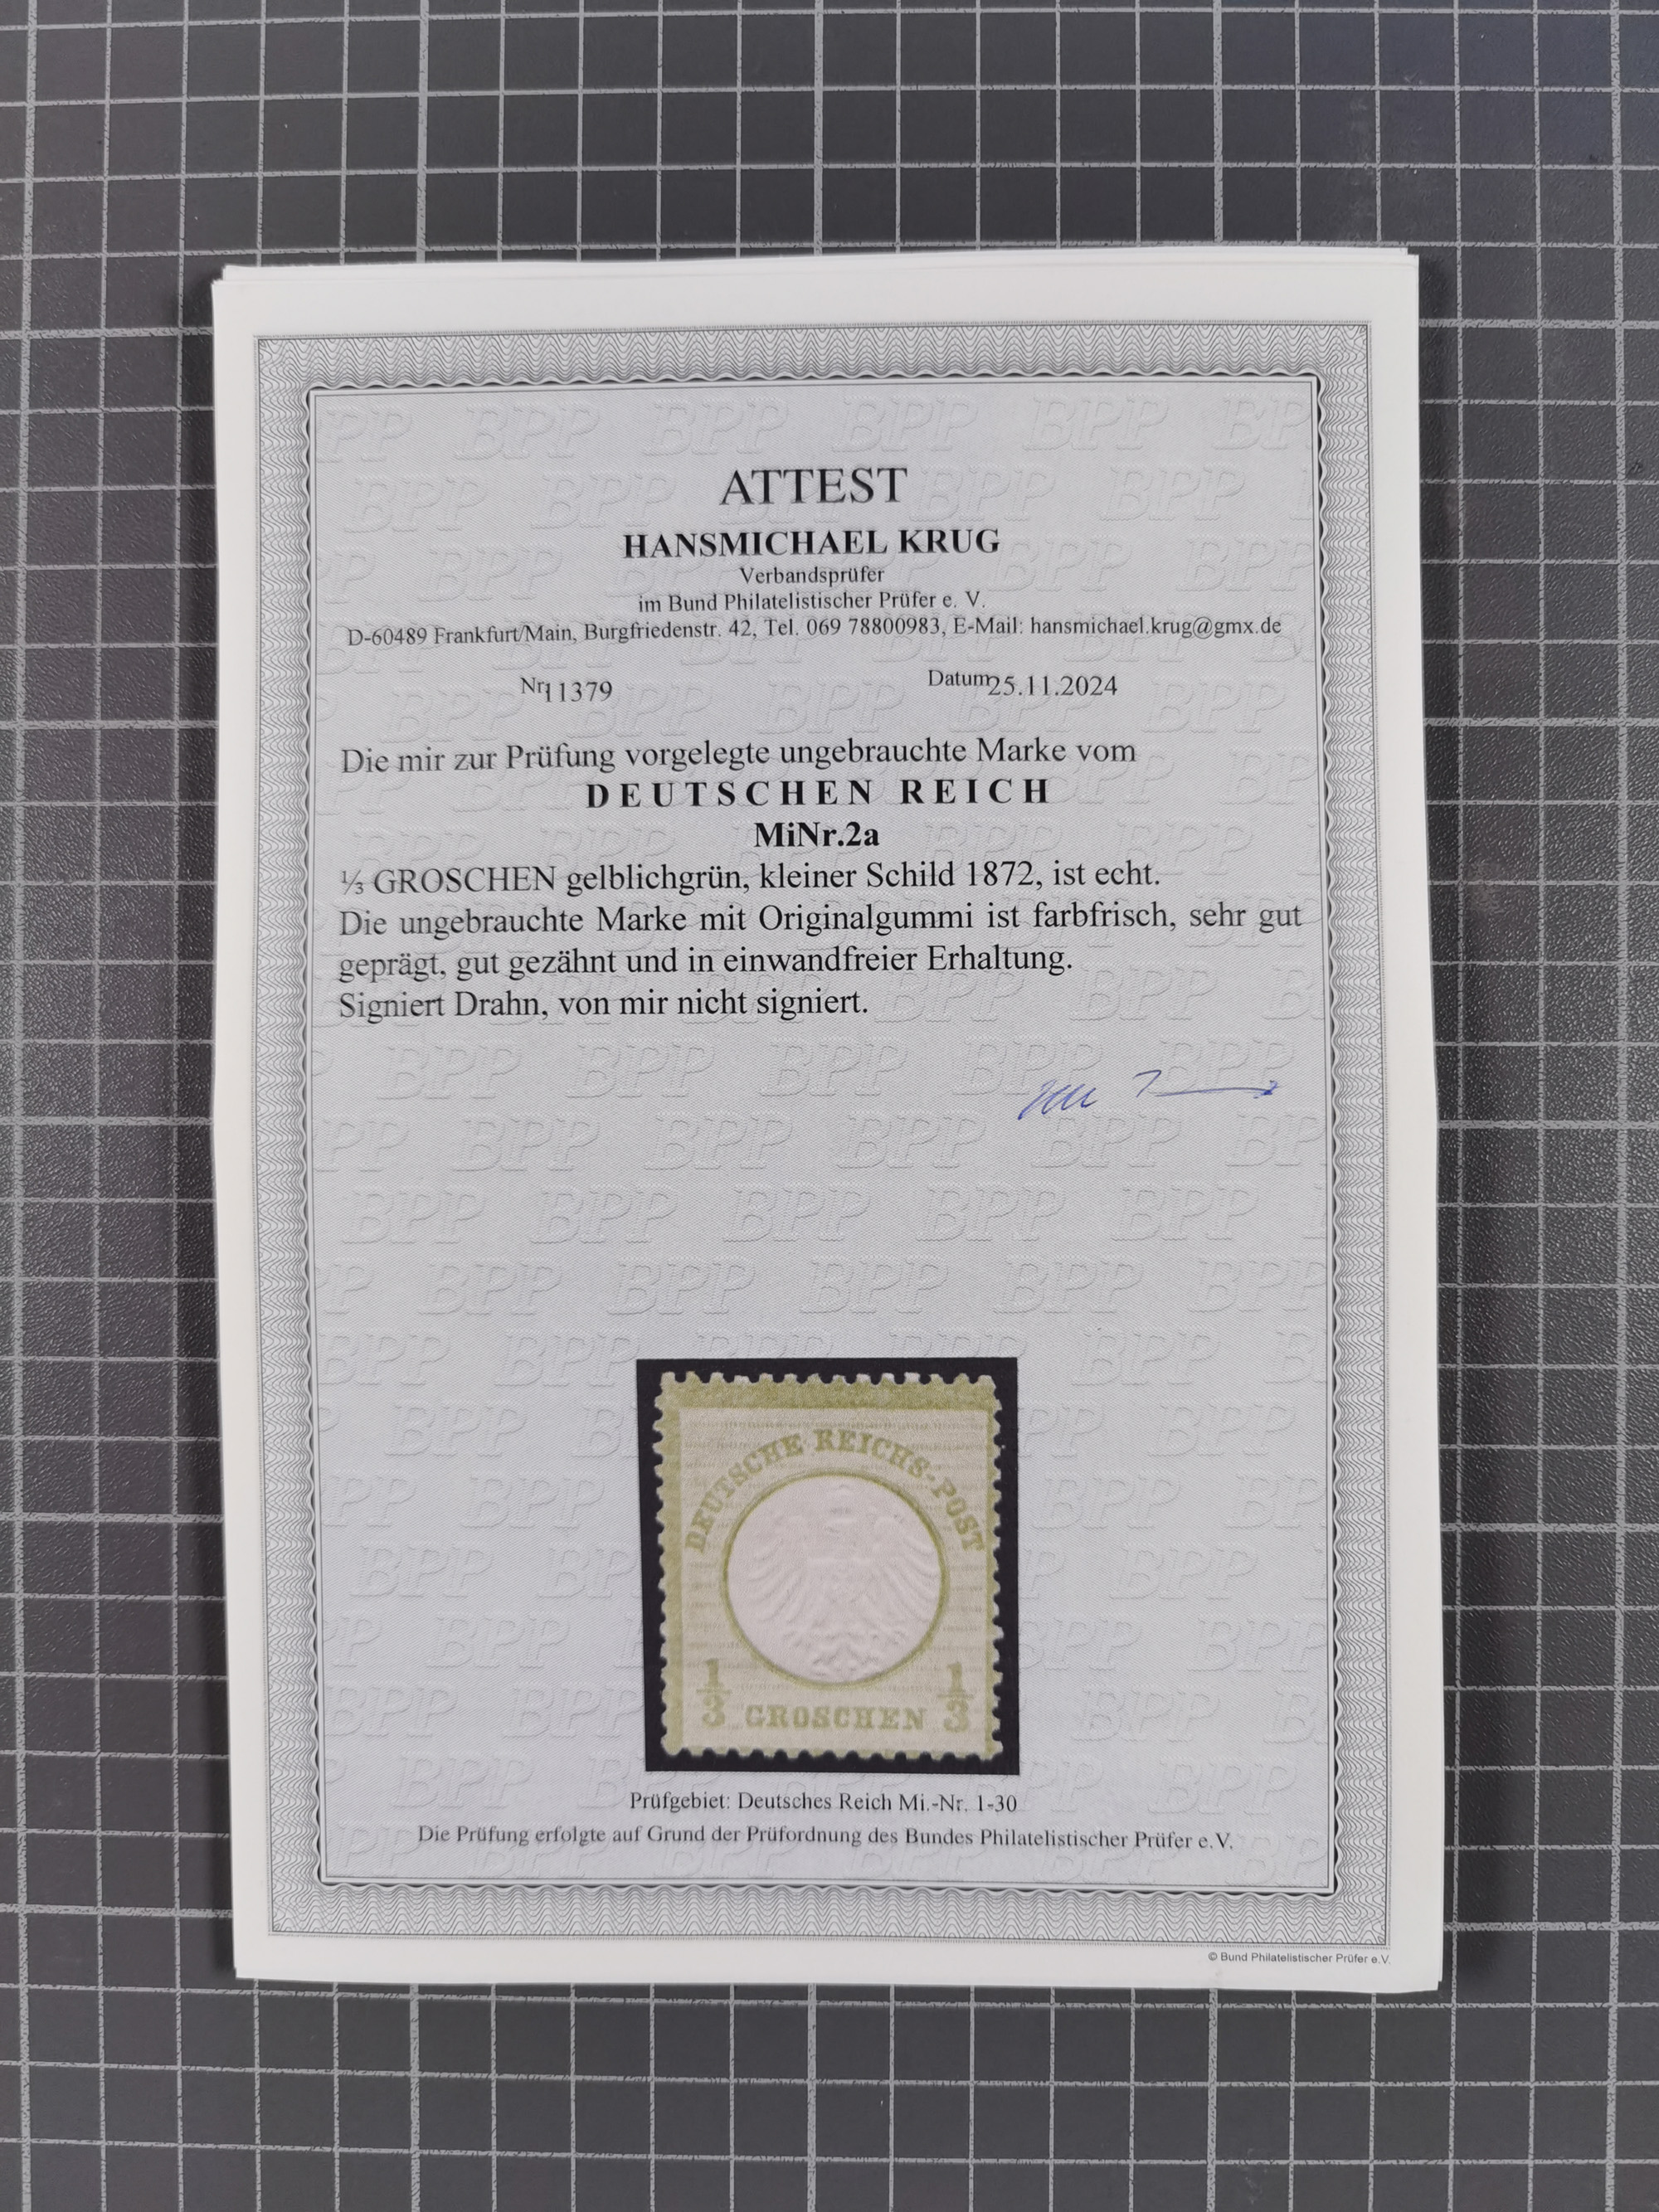 ATTEST
HANSMICHAEL KRUG
Verbandsprüfer
im Bund Philatelistischer Prüfer e. V.
D-60489 Frankfurt/Main, Burgfriedenstr. 42, Tel. 069 78800983, E-Mail: hansmichael.krug@gmx.de
Nr. 11379 Datum 25.11.2024
Die mir zur Prüfung vorgelegte ungebrauchte Marke vom
DEUTSCHEN REICH
MiNr.2a
⅓ GROSCHEN gelblichgrün, kleiner Schild 1872, ist echt.
Die ungebrauchte Marke mit Originalgummi ist farbfrisch, sehr gut
geprägt, gut gezähnt und in einwandfreier Erhaltung.
Signiert Drahn, von mir nicht signiert.
DEUTSCHE REICHS-POST
1/3 GROSCHEN 1/3
Prüfgebiet: Deutsches Reich Mi.-Nr. 1-30
Die Prüfung erfolgte auf Grund der Prüfordnung des Bundes Philatelistischer Prüfer e.V.
© Bund Philatelistischer Prüfer e.V.